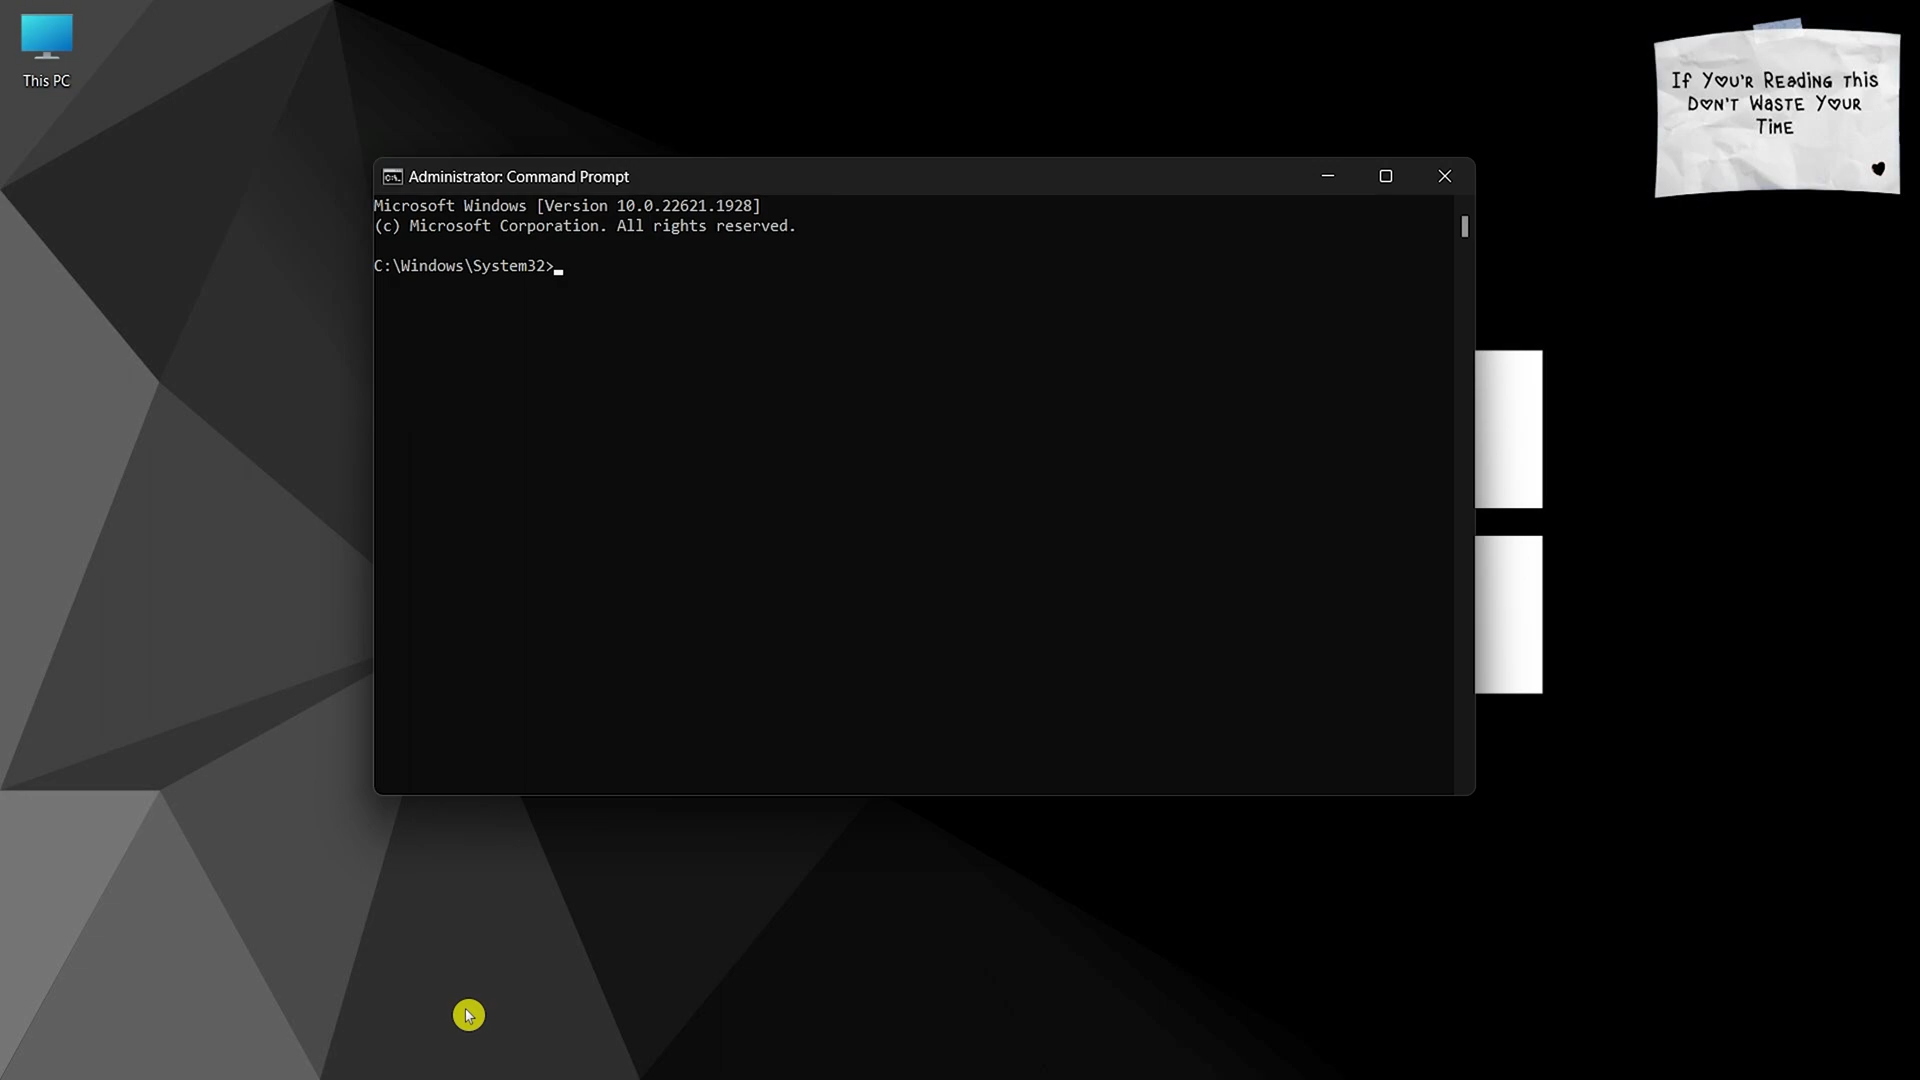 This PC
If You'r Reading this
Don't Waste Your
Time
Administrator: Command Prompt
Microsoft Windows [Version 10.0.22621.1928]
(c) Microsoft Corporation. All rights reserved.
C:\Windows\System32>